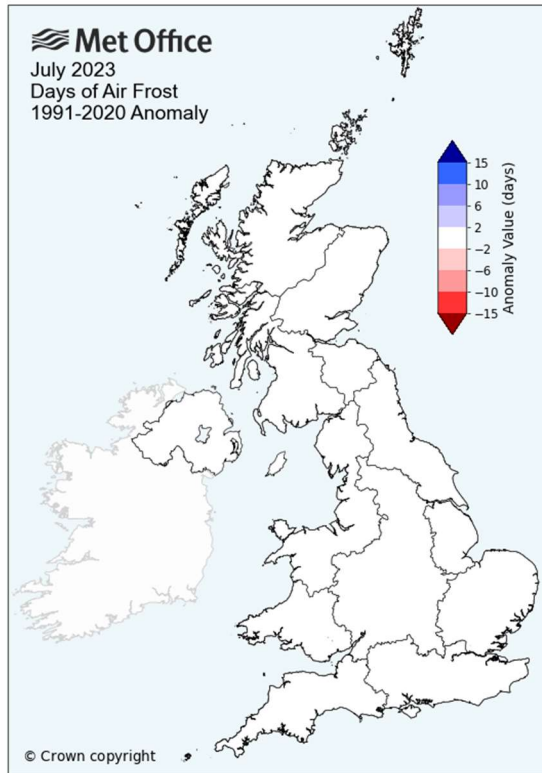 Met Office
July 2023
Days of Air Frost
1991-2020 Anomaly
15
10
6
2
−2
−6
−10
−15
Anomaly Value (days)
© Crown copyright